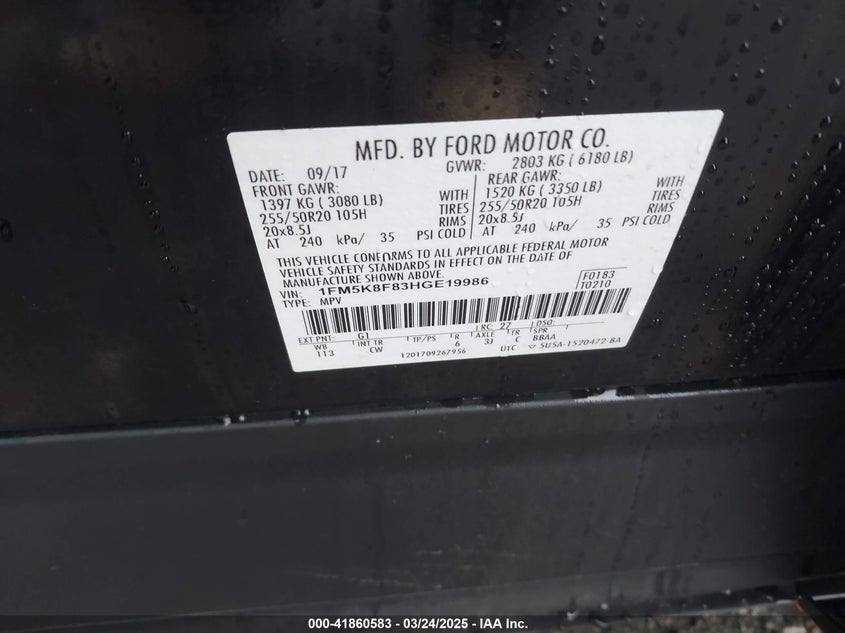 MFD. BY FORD MOTOR CO.
DATE: 09/17 GVWR: 2803 KG ( 6180 LB)
FRONT GAWR: REAR GAWR:
1397 KG ( 3080 LB) WITH 1520 KG ( 3350 LB) WITH
255/50R20 105H TIRES 255/50R20 105H TIRES
20x8.5J RIMS 20x8.5J RIMS
AT 240 kPa/ 35 PSI COLD AT 240 kPa/ 35 PSI COLD
THIS VEHICLE CONFORMS TO ALL APPLICABLE FEDERAL MOTOR
VEHICLE SAFETY STANDARDS IN EFFECT ON THE DATE OF
MANUFACTURE SHOWN ABOVE.
VIN: 1FM5K8F83HGE19986 F0183
TYPE: MPV T0210
EXT PNT: G1 RC: 27 DSO:
WB INT TR TP/PS R AXLE TR SPR
113 CW 6 3J C BBAA
1201709267956 UTC 5U5A-1520472-BA
000-41860583 - 03/24/2025 - IAA Inc.